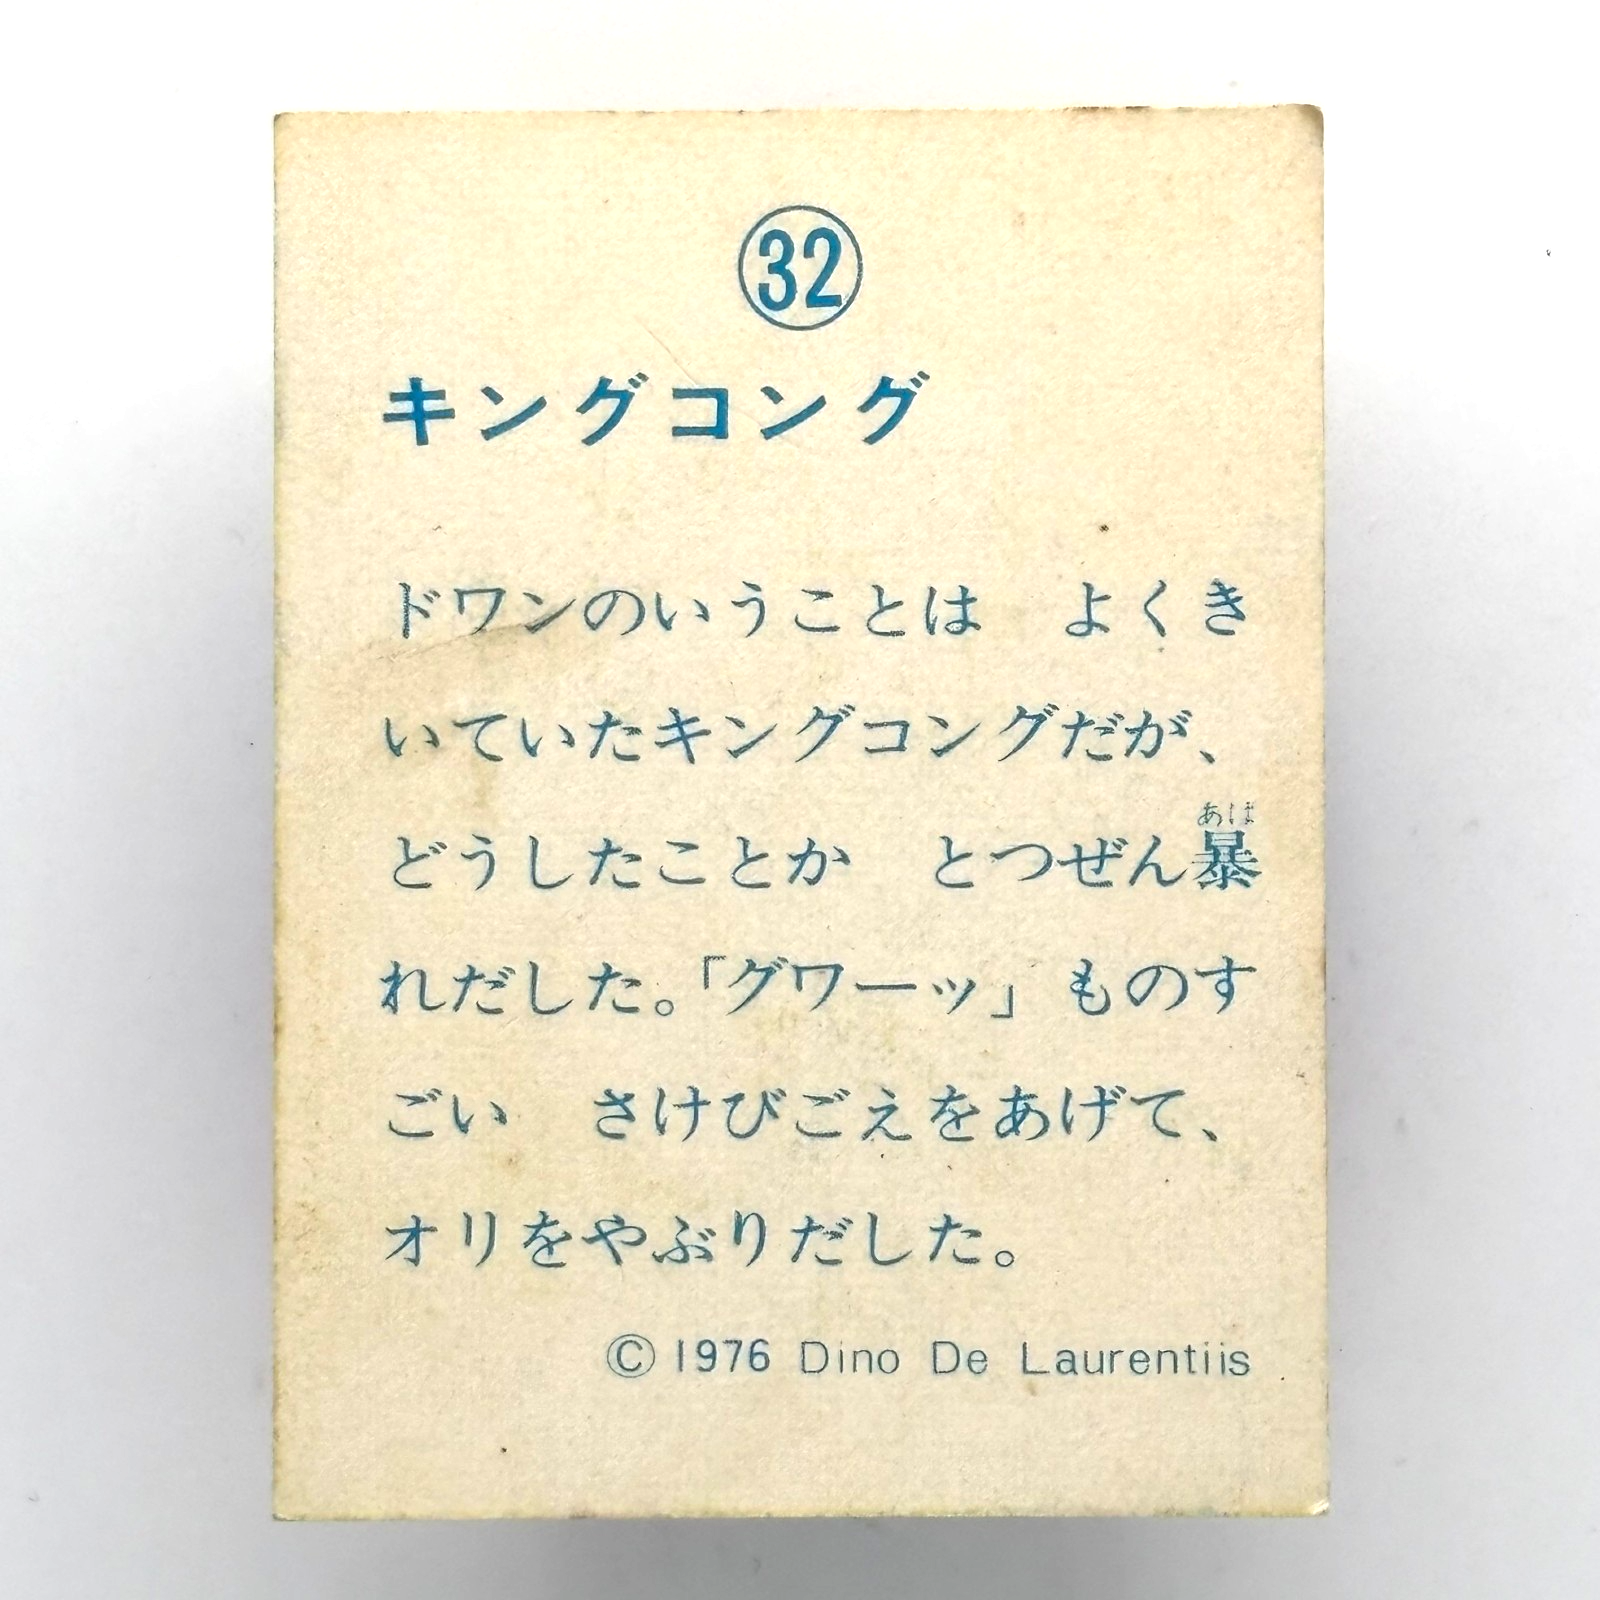 32
キングコング
ドワンのいうことは　よくき
いていたキングコングだが、
どうしたことか　とつぜん暴
あば
れだした。「グワーッ」ものす
ごい　さけびごえをあげて、
オリをやぶりだした。
©1976 Dino De Laurentiis